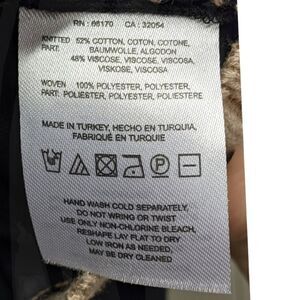 RN : 66170 CA : 32054
KNITTED 52% COTTON, COTON, COTONE,
PART: BAUMWOLLE, ALGODON
48% VISCOSE, VISCOSE, VISCOSA,
VISKOSE, VISCOSA
WOVEN 100% POLYESTER, POLYESTER,
PART: POLIESTER, POLYESTER, POLIESTERE
MADE IN TURKEY, HECHO EN TURQUIA,
FABRIQUÉ EN TURQUIE
P
HAND WASH COLD SEPARATELY,
DO NOT WRING OR TWIST
USE ONLY NON-CHLORINE BLEACH,
RESHAPE LAY FLAT TO DRY
LOW IRON AS NEEDED,
MAY BE DRY CLEANED